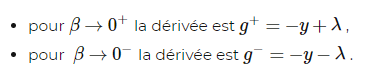 • pour β → 0⁺ la dérivée est g⁺ = −y + λ ,
• pour β → 0⁻ la dérivée est g⁻ = −y − λ .